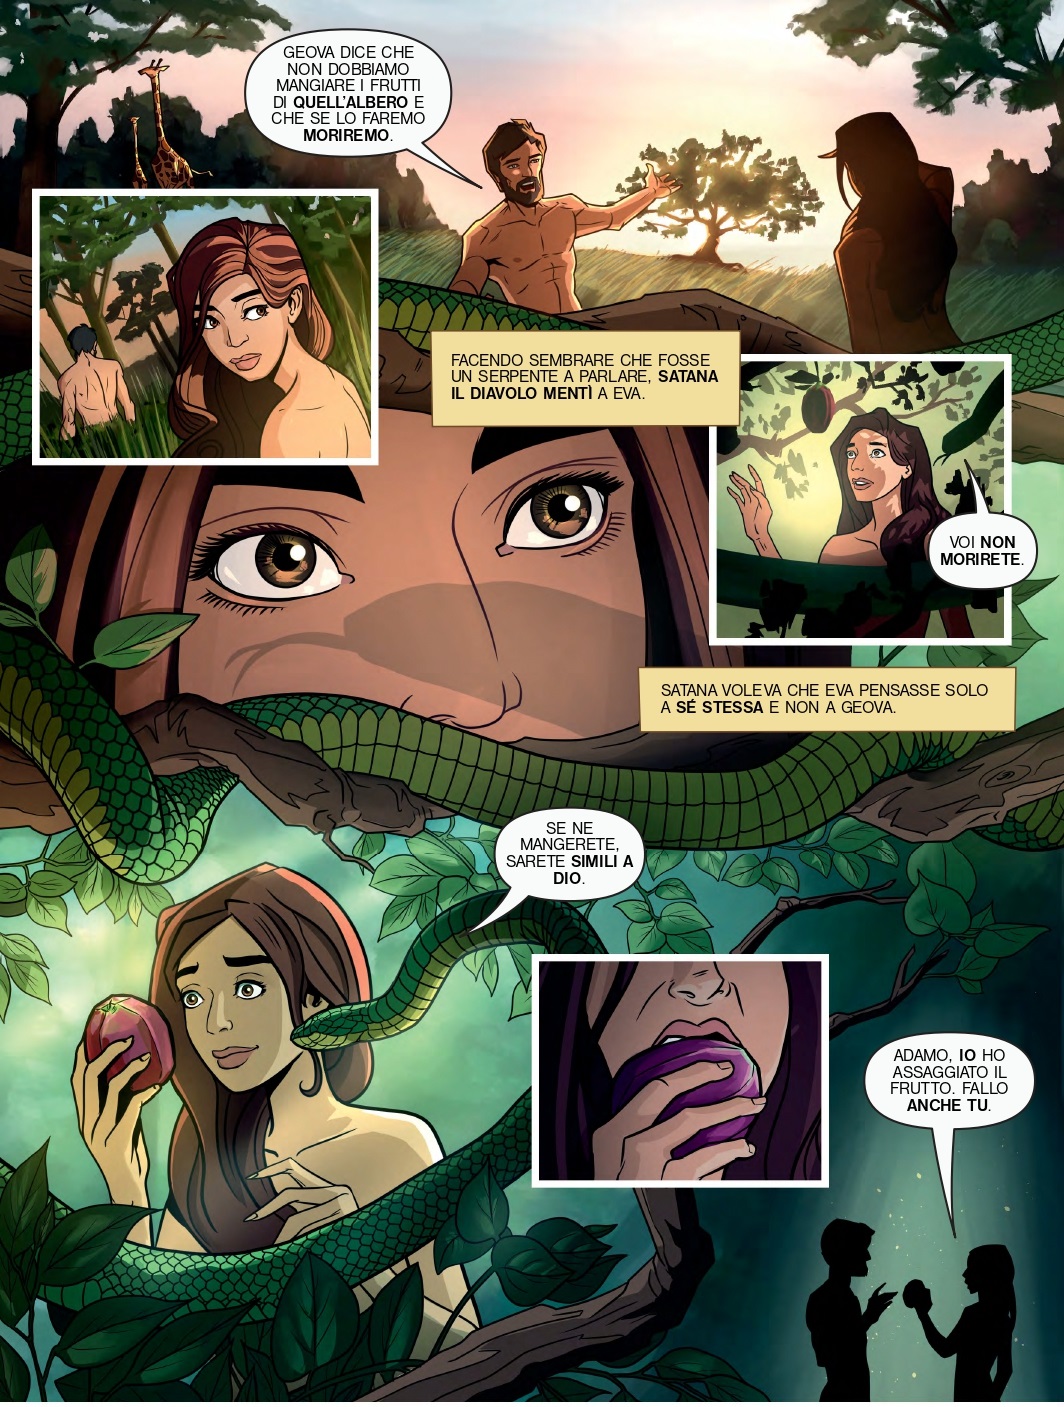 GEOVA DICE CHE
NON DOBBIAMO
MANGIARE I FRUTTI
DI QUELL'ALBERO E
CHE SE LO FAREMO
MORIREMO.
FACENDO SEMBRARE CHE FOSSE
UN SERPENTE A PARLARE, SATANA
IL DIAVOLO MENTÌ A EVA.
VOI NON
MORIRETE.
SATANA VOLEVA CHE EVA PENSASSE SOLO
A SÉ STESSA E NON A GEOVA.
SE NE
MANGERETE,
SARETE SIMILI A
DIO.
ADAMO, IO HO
ASSAGGIATO IL
FRUTTO. FALLO
ANCHE TU.